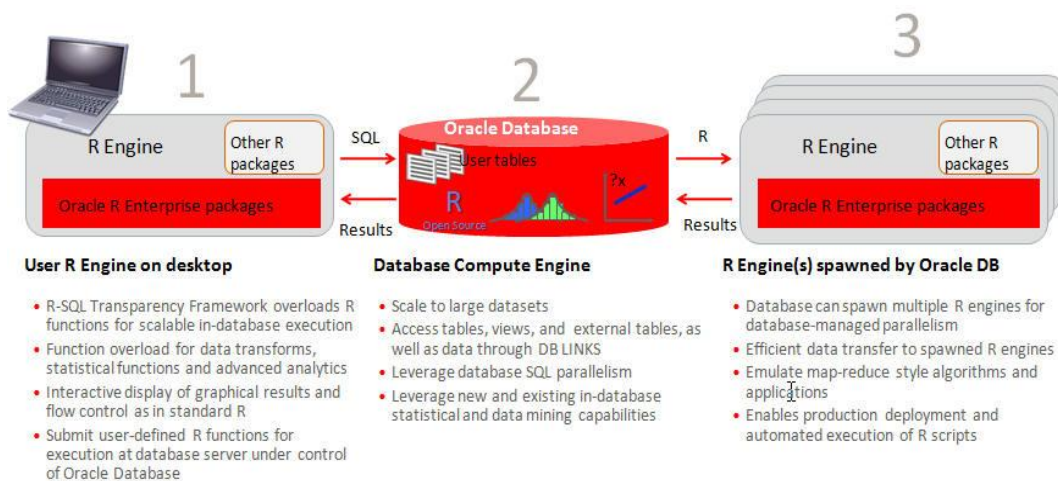 1
2
3
R Engine
Other R
packages
Oracle R Enterprise packages
SQL
Results
Oracle Database
User tables
R
Open Source
?x
R
Results
R Engine
Other R
packages
Oracle R Enterprise packages
User R Engine on desktop
• R-SQL Transparency Framework overloads R
functions for scalable in-database execution
• Function overload for data transforms,
statistical functions and advanced analytics
• Interactive display of graphical results and
flow control as in standard R
• Submit user-defined R functions for
execution at database server under control
of Oracle Database
Database Compute Engine
• Scale to large datasets
• Access tables, views, and external tables, as
well as data through DB LINKS
• Leverage database SQL parallelism
• Leverage new and existing in-database
statistical and data mining capabilities
R Engine(s) spawned by Oracle DB
• Database can spawn multiple R engines for
database-managed parallelism
• Efficient data transfer to spawned R engines
• Emulate map-reduce style algorithms and
applications
• Enables production deployment and
automated execution of R scripts